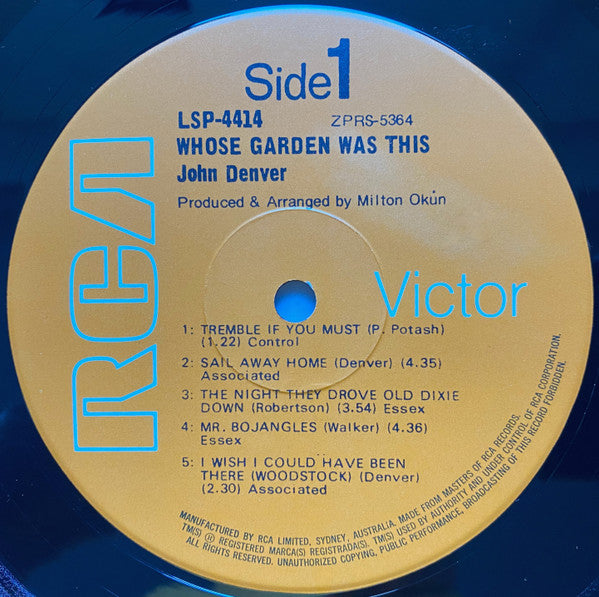 Side 1
LSP-4414 ZPRS-5364
WHOSE GARDEN WAS THIS
John Denver
Produced & Arranged by Milton Okun
RCA
Victor
1: TREMBLE IF YOU MUST (P. Potash)
(1.22) Control
2: SAIL AWAY HOME (Denver) (4.35)
Associated
3: THE NIGHT THEY DROVE OLD DIXIE
DOWN (Robertson) (3.54) Essex
4: MR. BOJANGLES (Walker) (4.36)
Essex
5: I WISH I COULD HAVE BEEN
THERE (WOODSTOCK) (Denver)
(2.30) Associated
MANUFACTURED BY RCA LIMITED, SYDNEY, AUSTRALIA. MADE FROM MASTERS OF RCA RECORDS.
TM(S) ® REGISTERED MARCA(S) REGISTRADA(S). TM(S) USED BY AUTHORITY AND UNDER CONTROL OF RCA CORPORATION.
ALL RIGHTS RESERVED. UNAUTHORIZED COPYING, PUBLIC PERFORMANCE, BROADCASTING OF THIS RECORD FORBIDDEN.